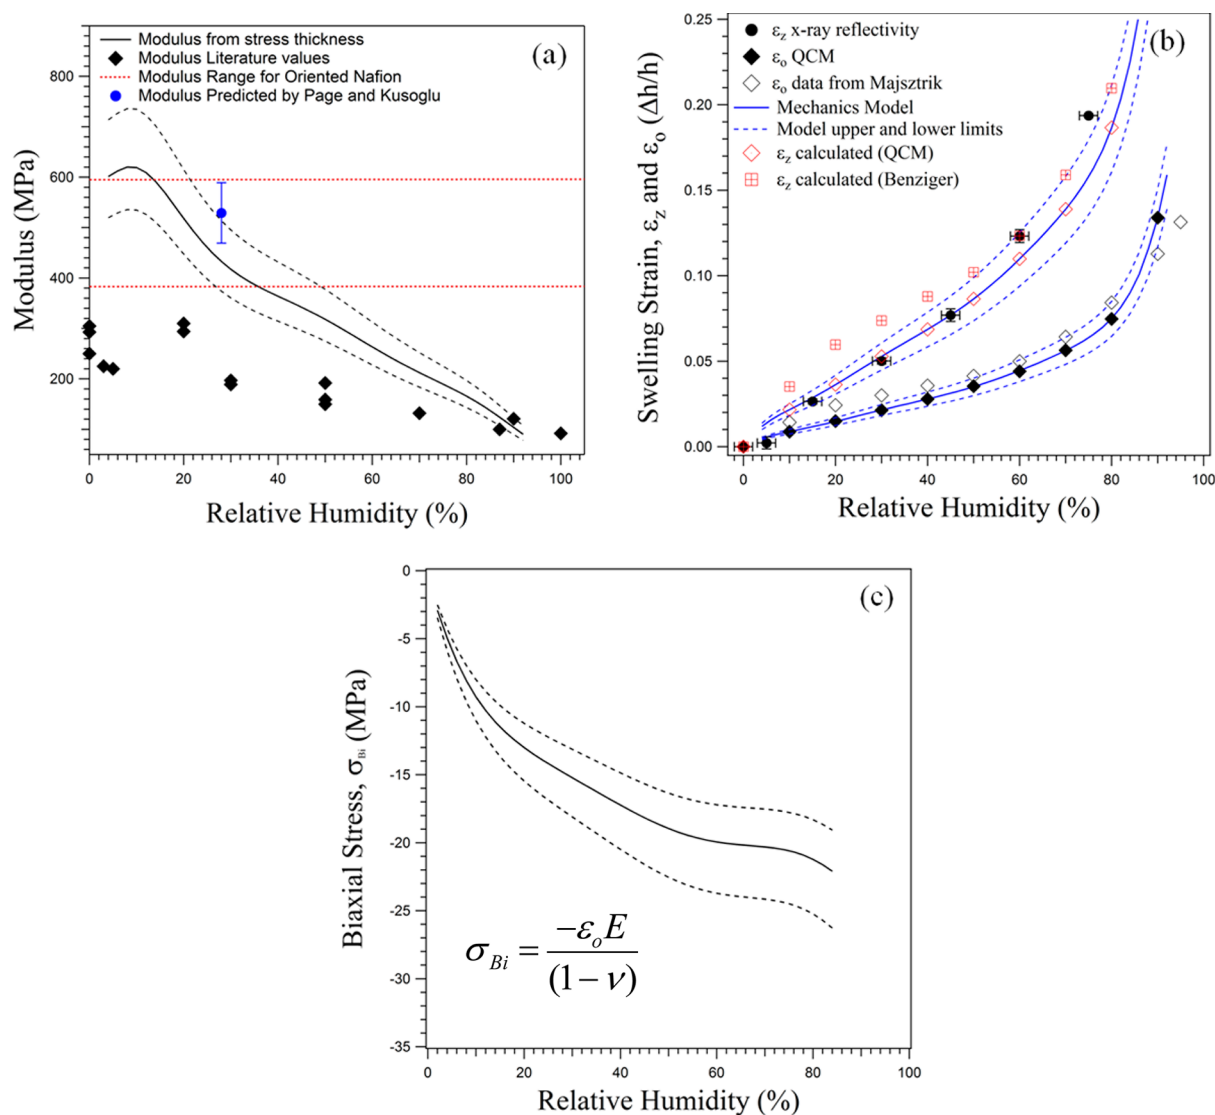 (a)
Modulus from stress thickness
Modulus Literature values
Modulus Range for Oriented Nafion
Modulus Predicted by Page and Kusoglu
Modulus (MPa)
800
600
400
200
0
20
40
60
80
100
Relative Humidity (%)
(b)
εz x-ray reflectivity
εo QCM
εo data from Majsztrik
Mechanics Model
Model upper and lower limits
εz calculated (QCM)
εz calculated (Benziger)
Swelling Strain, εz and εo (Δh/h)
0.25
0.20
0.15
0.10
0.05
0.00
0
20
40
60
80
100
Relative Humidity (%)
(c)
Biaxial Stress, σBi (MPa)
0
-5
-10
-15
-20
-25
-30
-35
σBi = −εoE / (1−ν)
0
20
40
60
80
100
Relative Humidity (%)